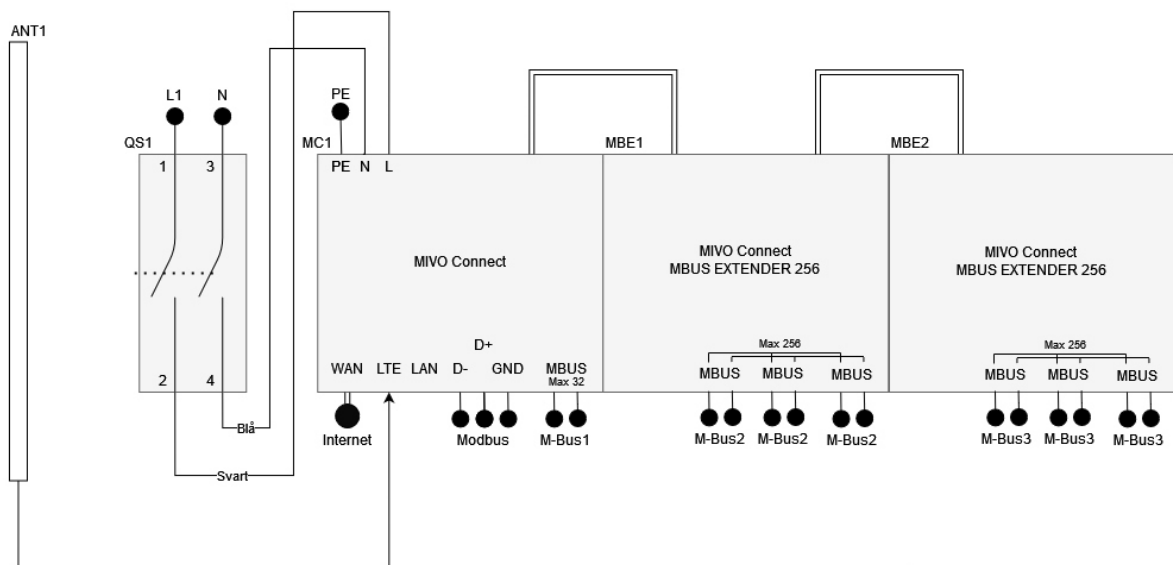 ANT1
L1 N PE
QS1 MC1 MBE1 MBE2
1 3 PE N L
MIVO Connect
MIVO Connect
MBUS EXTENDER 256
MIVO Connect
MBUS EXTENDER 256
D+
Max 256
Max 256
2 4 WAN LTE LAN D- GND MBUS
Max 32
MBUS MBUS MBUS
MBUS MBUS MBUS
Blå
Internet Modbus M-Bus1 M-Bus2 M-Bus2 M-Bus2 M-Bus3 M-Bus3 M-Bus3
Svart